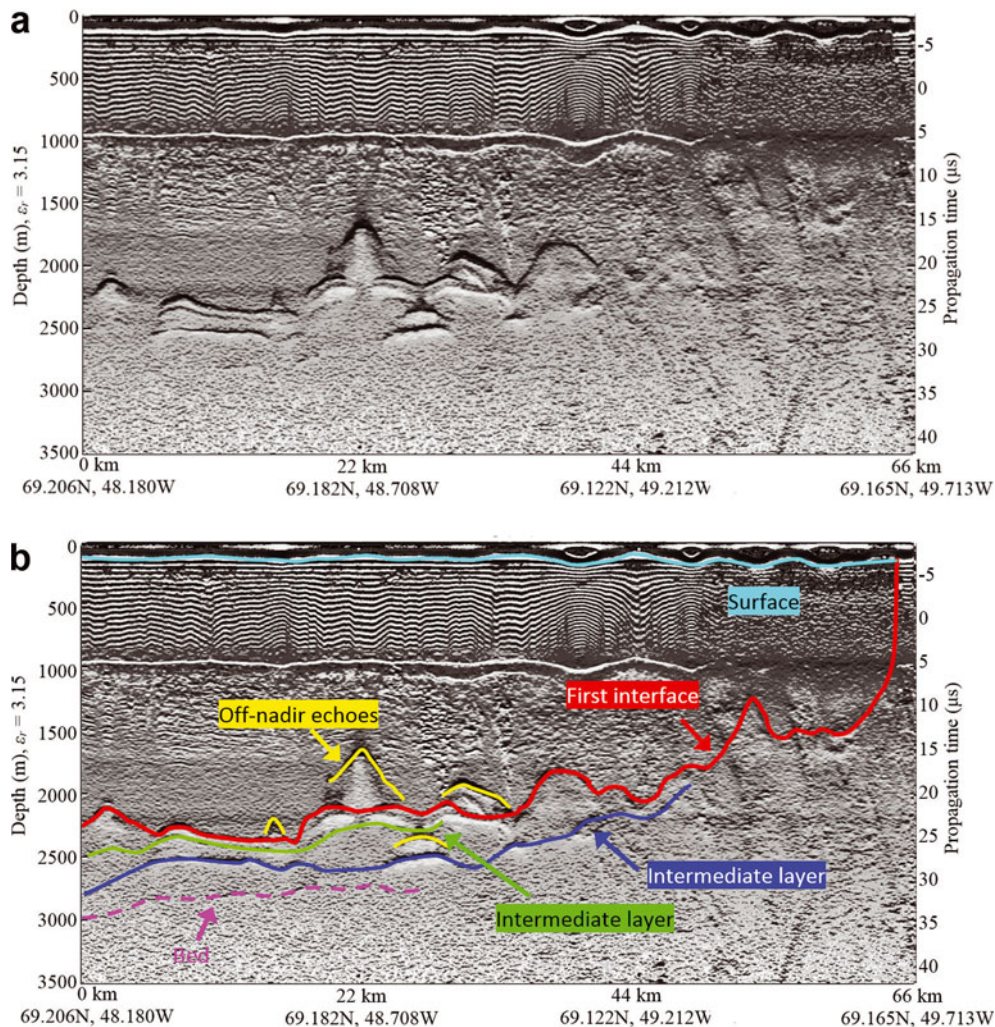 a
0
500
1000
1500
2000
2500
3000
3500
Depth (m), εr = 3.15
-5
0
5
10
15
20
25
30
35
40
Propagation time (μs)
0 km 22 km 44 km 66 km
69.206N, 48.180W 69.182N, 48.708W 69.122N, 49.212W 69.165N, 49.713W
b
0
500
1000
1500
2000
2500
3000
3500
Depth (m), εr = 3.15
-5
0
5
10
15
20
25
30
35
40
Propagation time (μs)
Surface
First interface
Off-nadir echoes
Intermediate layer
Intermediate layer
Bed
0 km 22 km 44 km 66 km
69.206N, 48.180W 69.182N, 48.708W 69.122N, 49.212W 69.165N, 49.713W